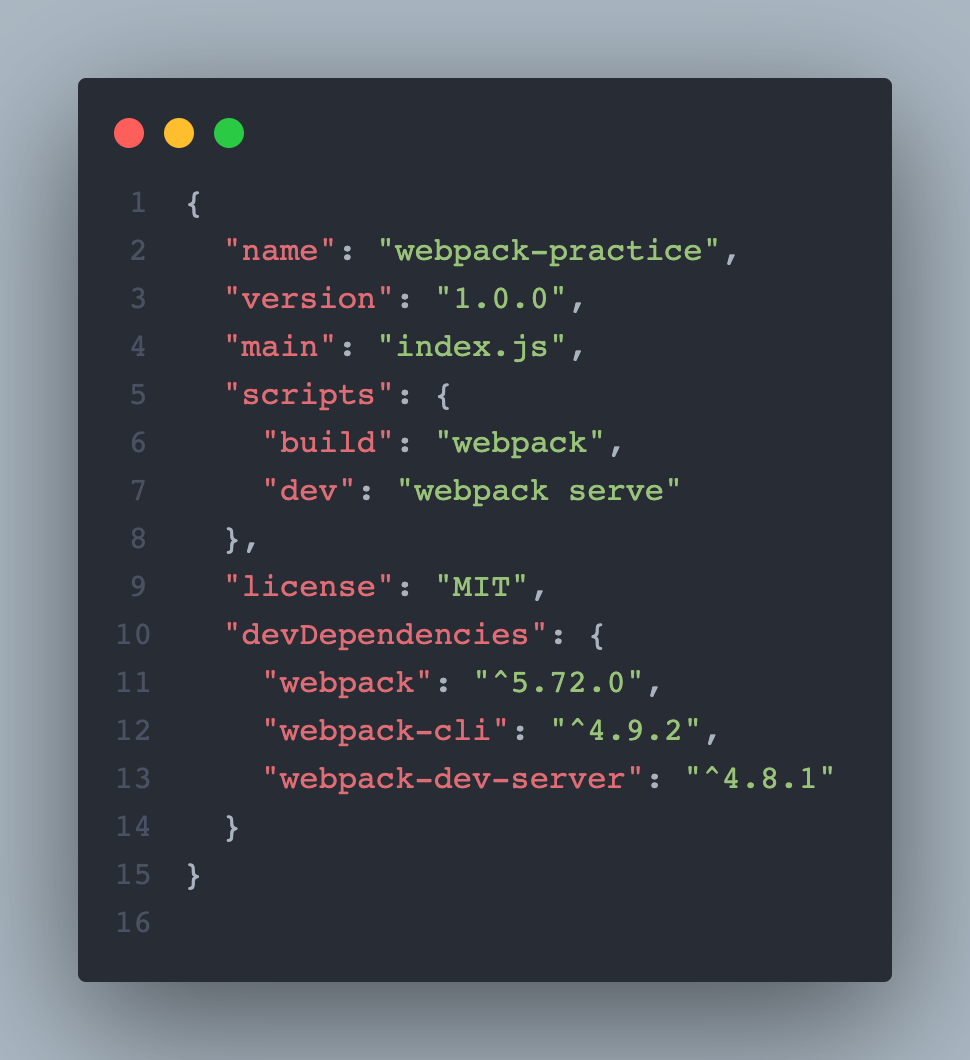 1 {
2   "name": "webpack-practice",
3   "version": "1.0.0",
4   "main": "index.js",
5   "scripts": {
6     "build": "webpack",
7     "dev": "webpack serve"
8   },
9   "license": "MIT",
10   "devDependencies": {
11     "webpack": "^5.72.0",
12     "webpack-cli": "^4.9.2",
13     "webpack-dev-server": "^4.8.1"
14   }
15 }
16